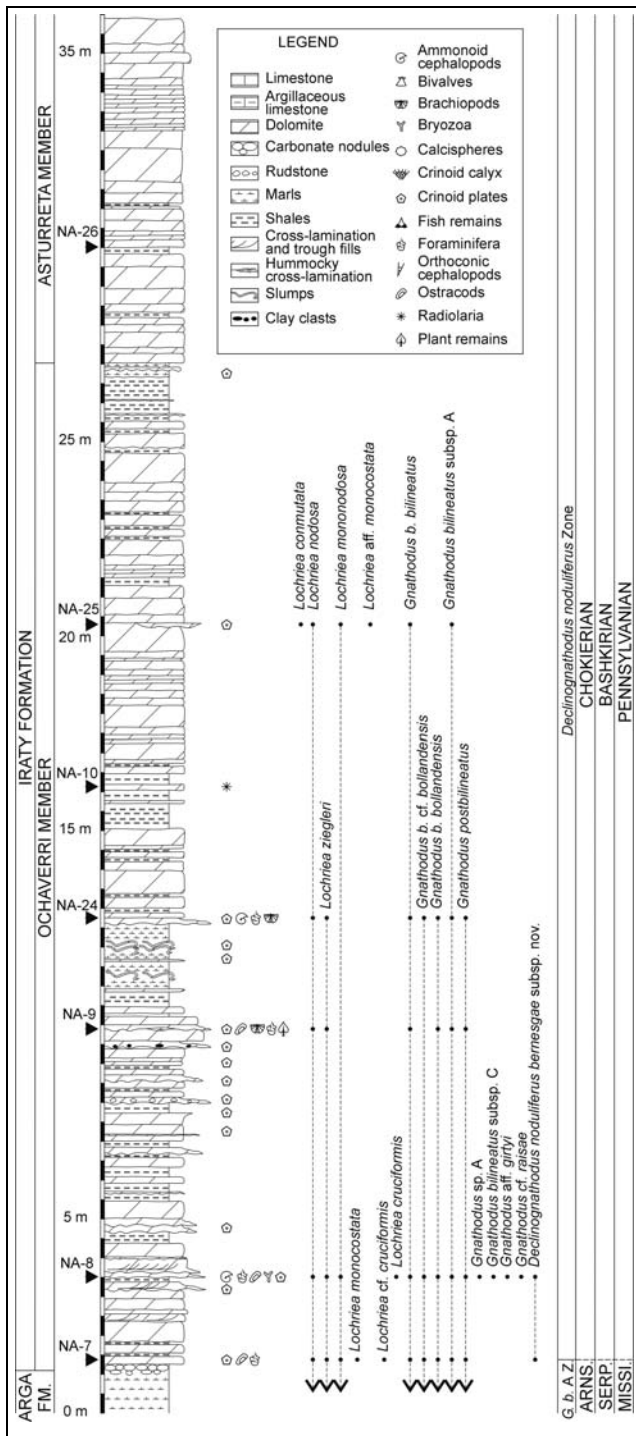 LEGEND
Limestone
Argillaceous
limestone
Dolomite
Carbonate nodules
Rudstone
Marls
Shales
Cross-lamination
and trough fills
Hummocky
cross-lamination
Slumps
Clay clasts
Ammonoid
cephalopods
Bivalves
Brachiopods
Bryozoa
Calcispheres
Crinoid calyx
Crinoid plates
Fish remains
Foraminifera
Orthoconic
cephalopods
Ostracods
Radiolaria
Plant remains
IRATY FORMATION
ARGA
FM.
ASTURRETA MEMBER
OCHAVERRI MEMBER
35 m
NA-26
25 m
NA-25
20 m
NA-10
15 m
NA-24
NA-9
5 m
NA-8
NA-7
0 m
Lochriea conmutata
Lochriea nodosa
Lochriea ziegleri
Lochriea mononodosa
Lochriea monocostata
Lochriea aff. monocostata
Lochriea cf. cruciformis
Lochriea cruciformis
Gnathodus b. bilineatus
Gnathodus b. cf. bollandensis
Gnathodus b. bollandensis
Gnathodus bilineatus subsp. A
Gnathodus postbilineatus
Gnathodus sp. A
Gnathodus bilineatus subsp. C
Gnathodus aff. girtyi
Gnathodus cf. raisae
Declinognathodus noduliferus bernesgae subsp. nov.
Declinognathodus noduliferus Zone
CHOKIERIAN
BASHKIRIAN
PENNSYLVANIAN
G. b. A Z.
ARNS.
SERP.
MISSI.